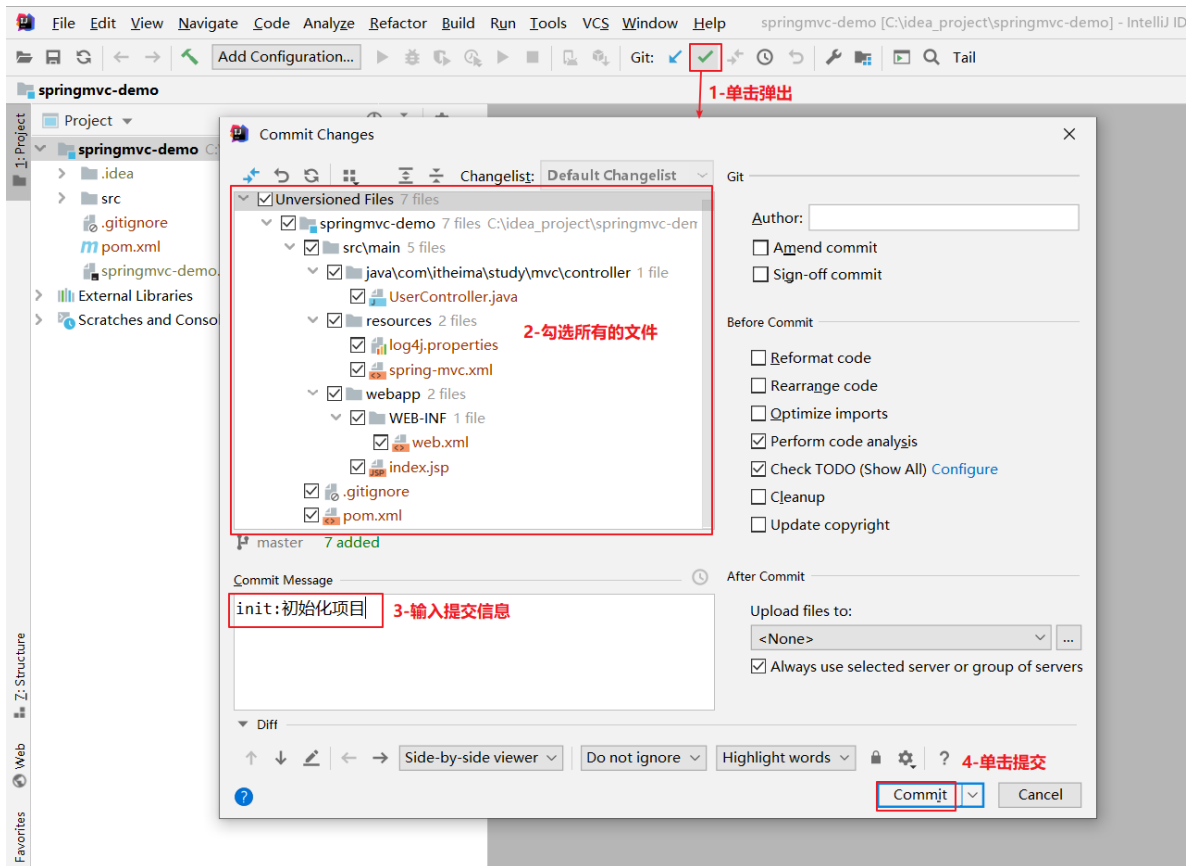 File Edit View Navigate Code Analyze Refactor Build Run Tools VCS Window Help springmvc-demo [C:\idea_project\springmvc-demo] - IntelliJ ID
Add Configuration... Git: Tail
springmvc-demo
1-单击弹出
1: Project
Project
springmvc-demo C:
.idea
src
.gitignore
pom.xml
springmvc-demo.
External Libraries
Scratches and Consol
Commit Changes
Changelist: Default Changelist
Unversioned Files 7 files
springmvc-demo 7 files C:\idea_project\springmvc-dem
src\main 5 files
java\com\itheima\study\mvc\controller 1 file
UserController.java
resources 2 files
2-勾选所有的文件
log4j.properties
spring-mvc.xml
webapp 2 files
WEB-INF 1 file
web.xml
index.jsp
.gitignore
pom.xml
master 7 added
Commit Message
init:初始化项目
3-输入提交信息
Git
Author:
Amend commit
Sign-off commit
Before Commit
Reformat code
Rearrange code
Optimize imports
Perform code analysis
Check TODO (Show All) Configure
Cleanup
Update copyright
After Commit
Upload files to:
<None>
...
Always use selected server or group of servers
Diff
Side-by-side viewer Do not ignore Highlight words ?
4-单击提交
? Commit Cancel
Z: Structure
Web
Favorites